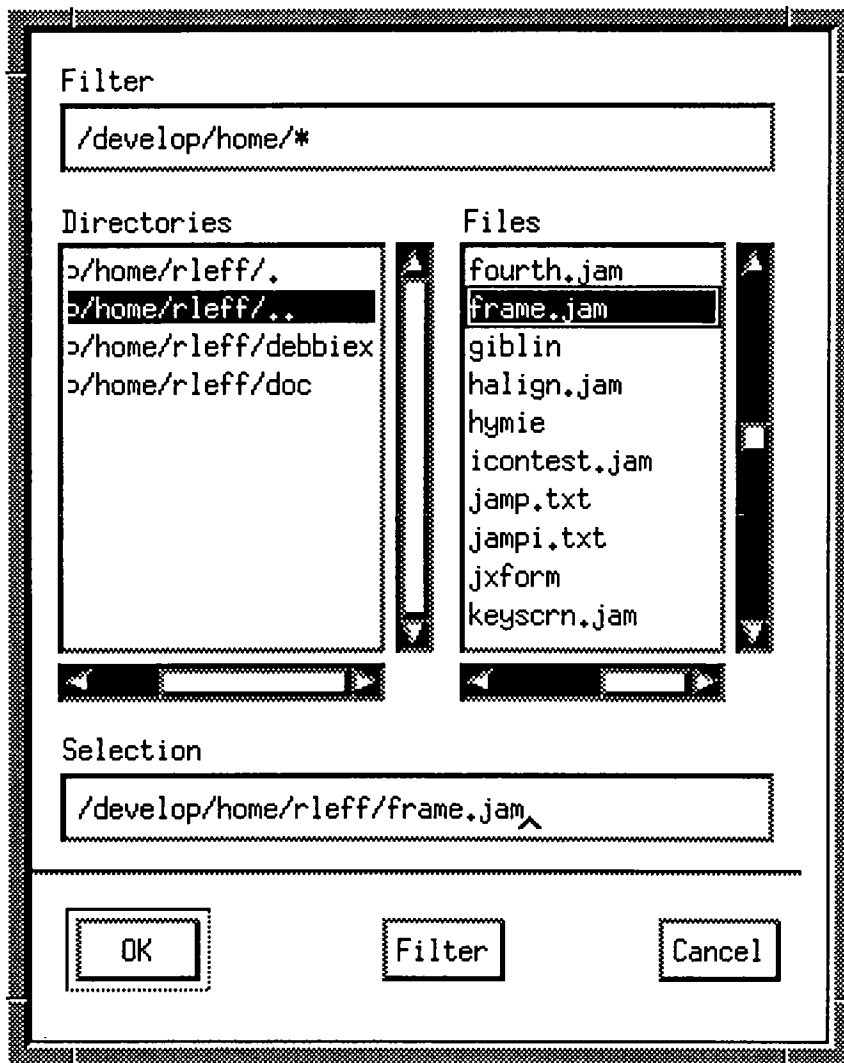 Filter
/develop/home/*
Directories
/home/rleff/.
/home/rleff/..
/home/rleff/debbiex
/home/rleff/doc
Files
fourth.jam
frame.jam
giblin
halign.jam
hymie
icontest.jam
jamp.txt
jampi.txt
jxform
keyscrn.jam
Selection
/develop/home/rleff/frame.jam
OK
Filter
Cancel